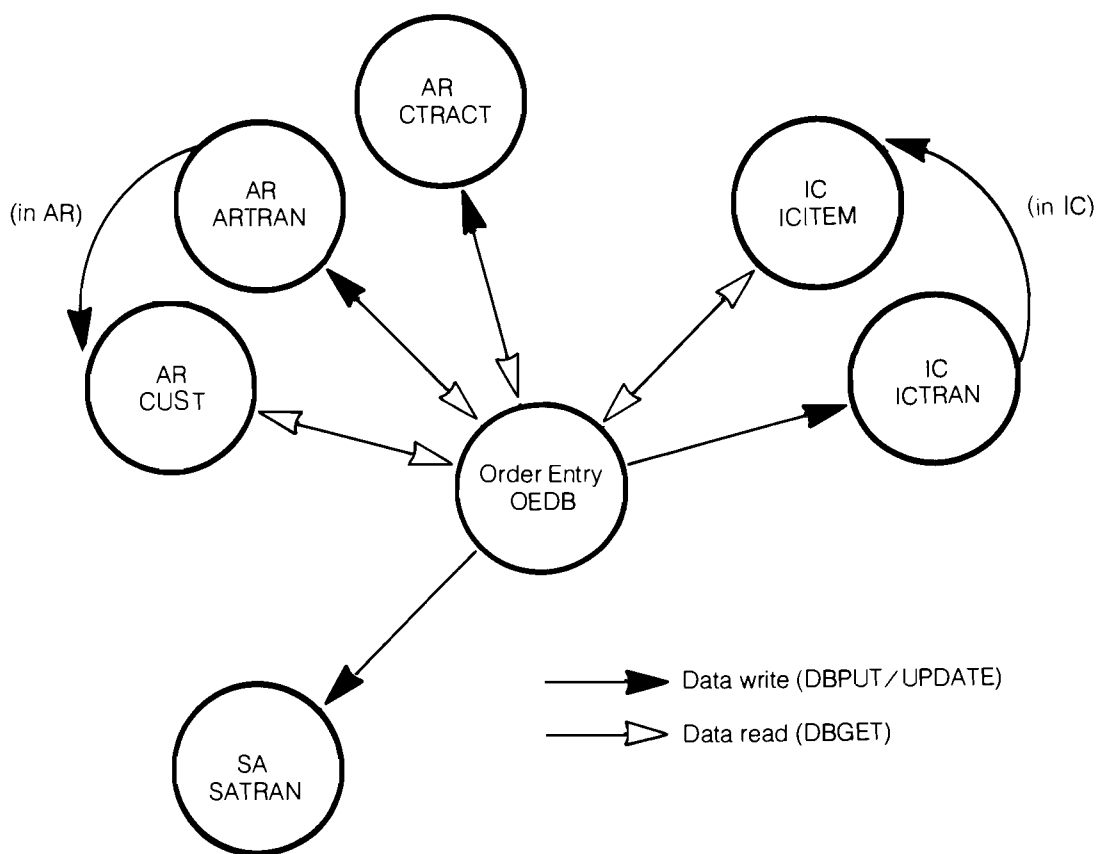 AR
CTRACT
AR
ARTRAN
IC
ICITEM
(in AR)
(in IC)
AR
CUST
IC
ICTRAN
Order Entry
OEDB
SA
SATRAN
Data write (DBPUT/UPDATE)
Data read (DBGET)